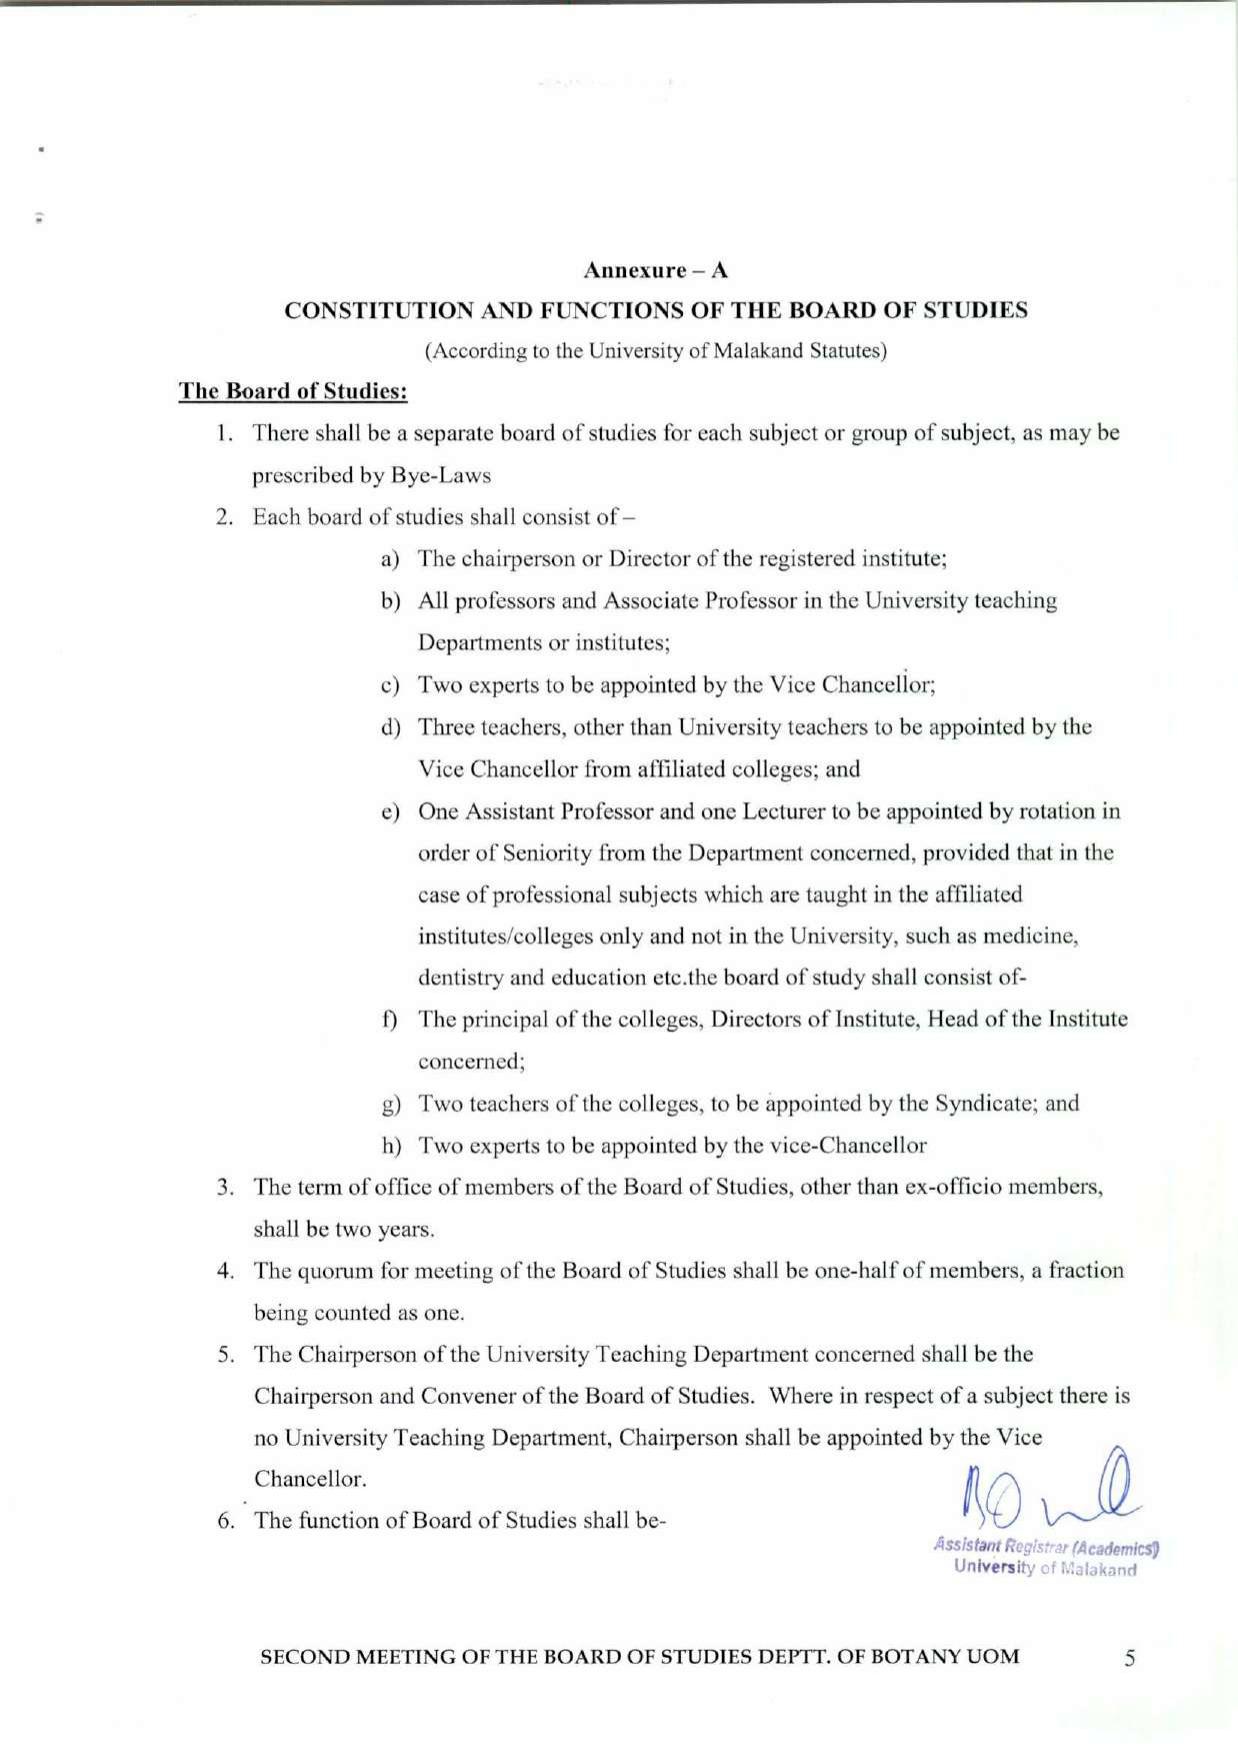 Annexure – A
CONSTITUTION AND FUNCTIONS OF THE BOARD OF STUDIES
(According to the University of Malakand Statutes)
The Board of Studies:
1. There shall be a separate board of studies for each subject or group of subject, as may be
prescribed by Bye-Laws
2. Each board of studies shall consist of –
a) The chairperson or Director of the registered institute;
b) All professors and Associate Professor in the University teaching
Departments or institutes;
c) Two experts to be appointed by the Vice Chancellor;
d) Three teachers, other than University teachers to be appointed by the
Vice Chancellor from affiliated colleges; and
e) One Assistant Professor and one Lecturer to be appointed by rotation in
order of Seniority from the Department concerned, provided that in the
case of professional subjects which are taught in the affiliated
institutes/colleges only and not in the University, such as medicine,
dentistry and education etc.the board of study shall consist of-
f) The principal of the colleges, Directors of Institute, Head of the Institute
concerned;
g) Two teachers of the colleges, to be appointed by the Syndicate; and
h) Two experts to be appointed by the vice-Chancellor
3. The term of office of members of the Board of Studies, other than ex-officio members,
shall be two years.
4. The quorum for meeting of the Board of Studies shall be one-half of members, a fraction
being counted as one.
5. The Chairperson of the University Teaching Department concerned shall be the
Chairperson and Convener of the Board of Studies. Where in respect of a subject there is
no University Teaching Department, Chairperson shall be appointed by the Vice
Chancellor.
6. The function of Board of Studies shall be-
Assistant Registrar (Academics)
University of Malakand
SECOND MEETING OF THE BOARD OF STUDIES DEPTT. OF BOTANY UOM 5